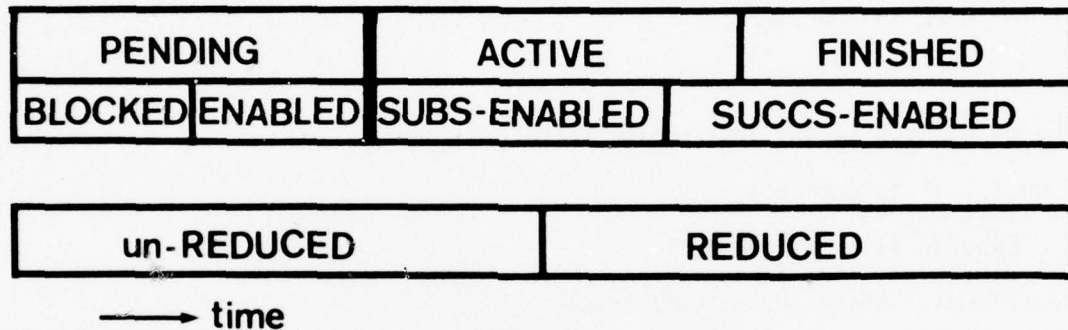 PENDING ACTIVE FINISHED
BLOCKED ENABLED SUBS-ENABLED SUCCS-ENABLED
un-REDUCED REDUCED
time